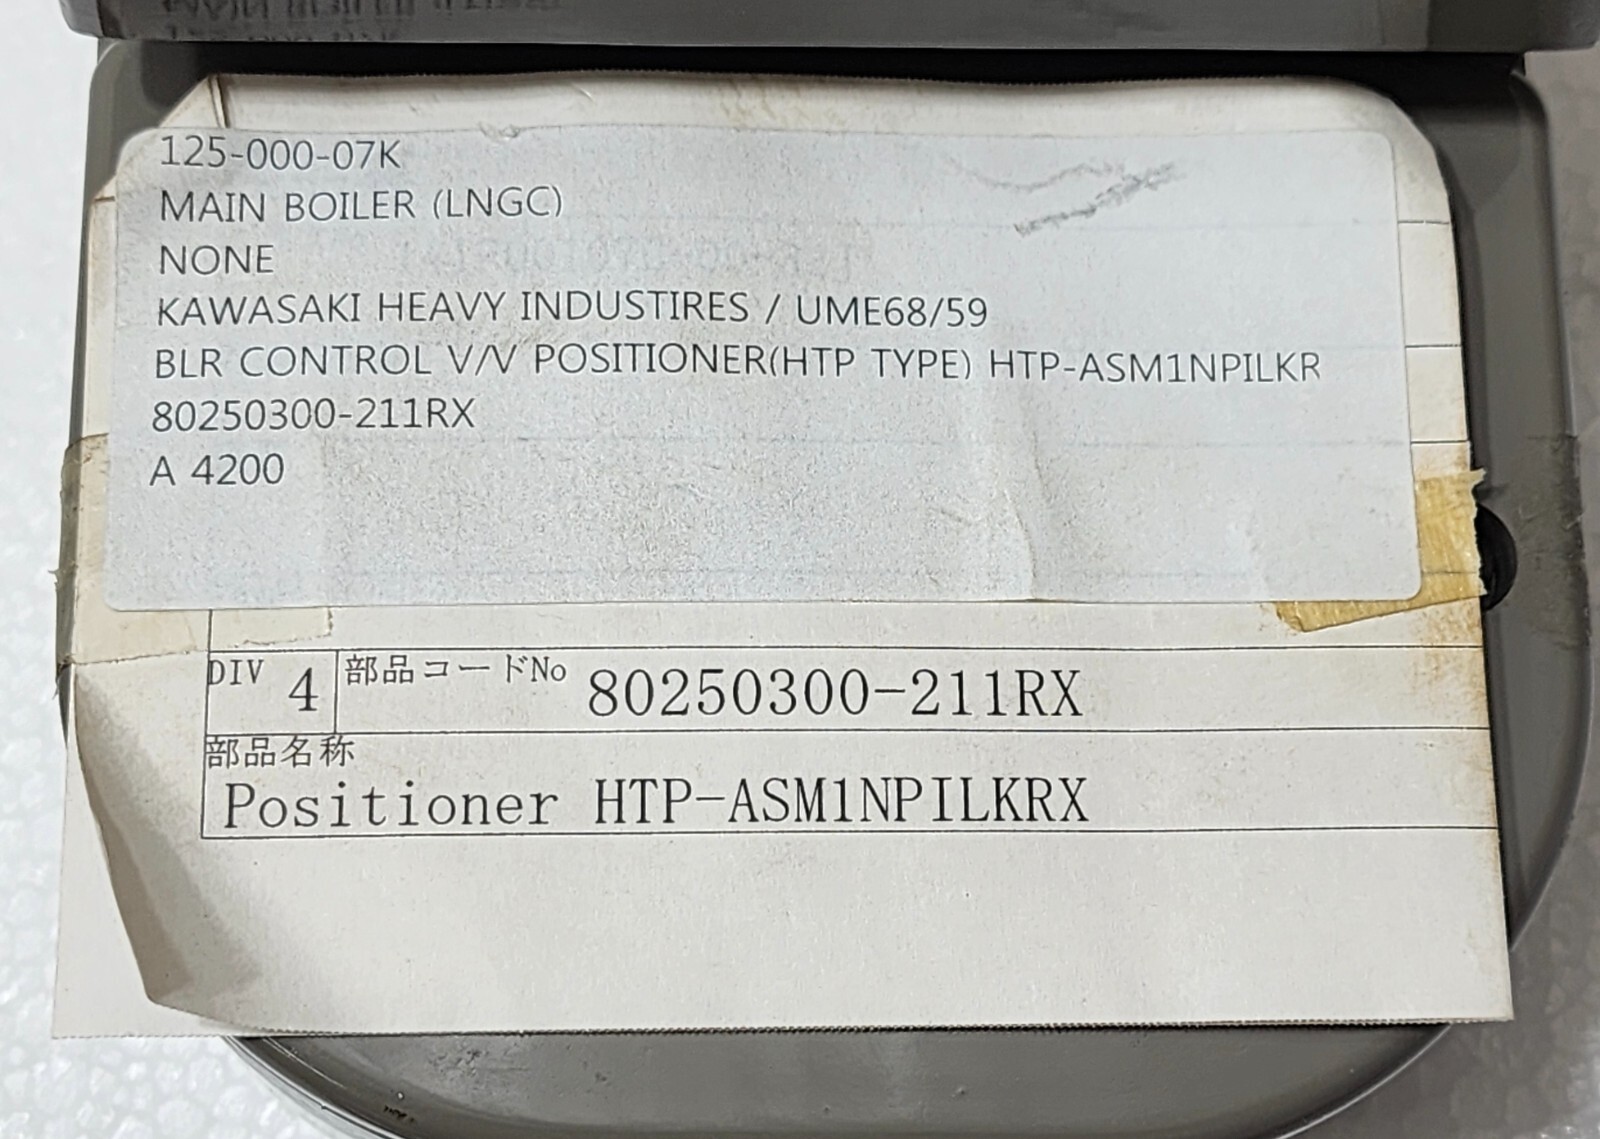 125-000-07K
MAIN BOILER (LNGC)
NONE
KAWASAKI HEAVY INDUSTIRES / UME68/59
BLR CONTROL V/V POSITIONER(HTP TYPE) HTP-ASM1NPILKR
80250300-211RX
A 4200
DIV 4 部品コードNo 80250300-211RX
部品名称
Positioner HTP-ASM1NPILKRX